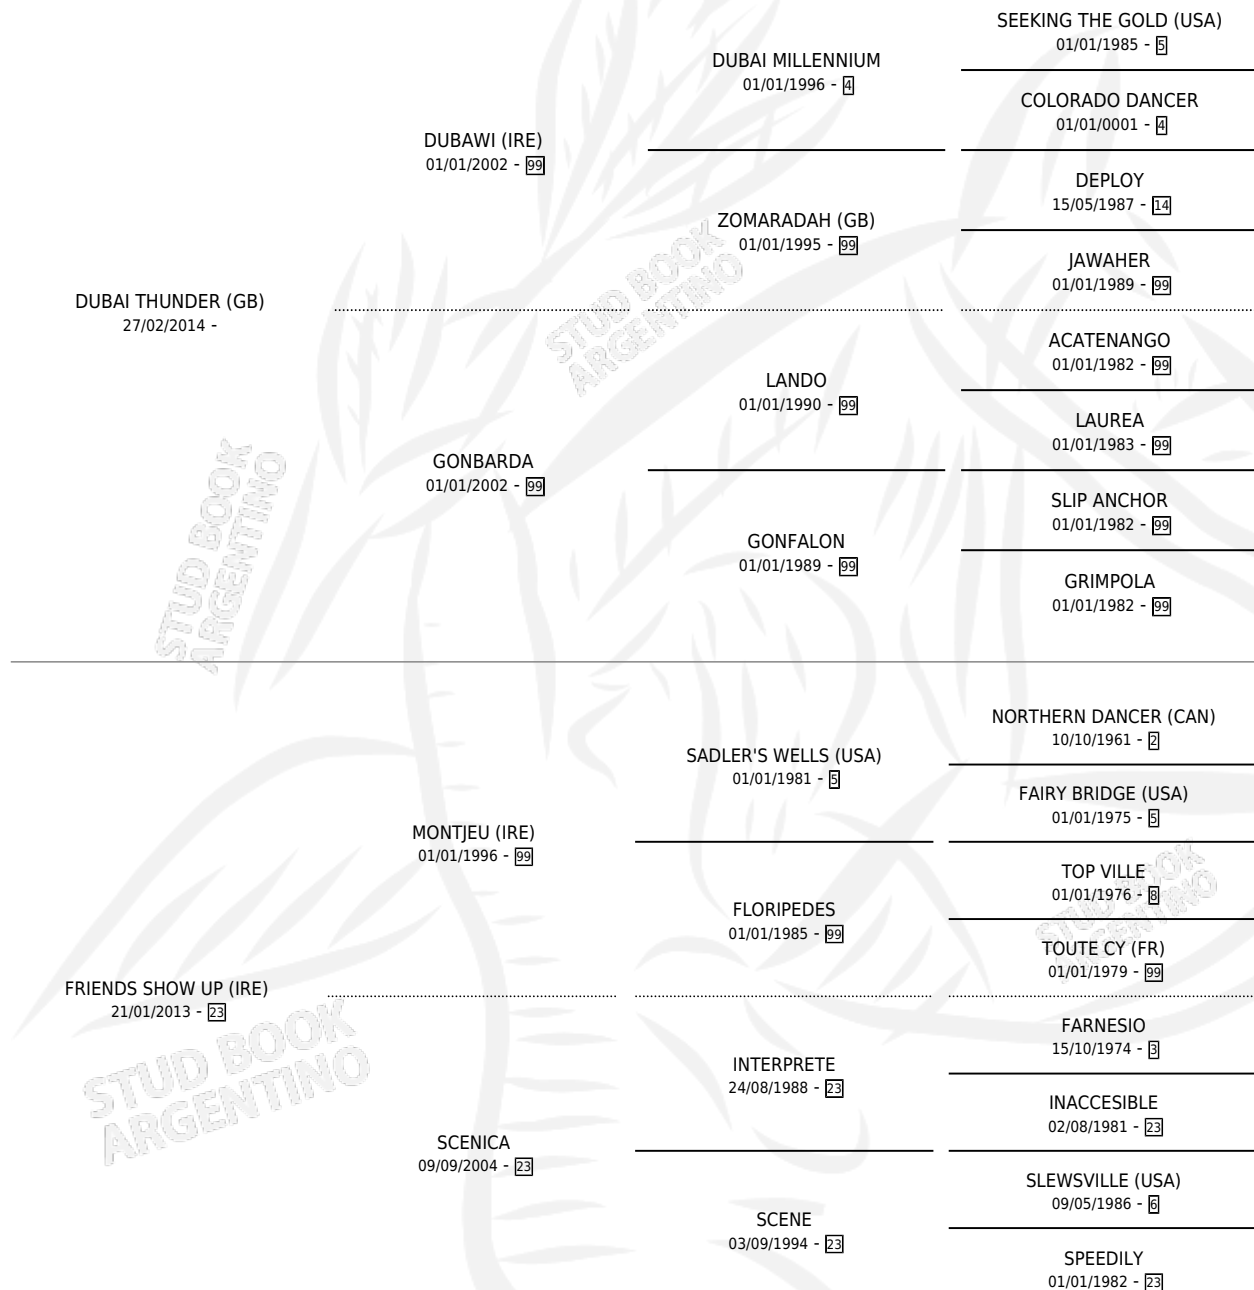 SEEKING THE GOLD (USA)
01/01/1985 - 5
DUBAI MILLENNIUM
01/01/1996 - 4
COLORADO DANCER
01/01/0001 - 4
DUBAWI (IRE)
01/01/2002 - 99
DEPLOY
15/05/1987 - 14
ZOMARADAH (GB)
01/01/1995 - 99
JAWAHER
01/01/1989 - 99
DUBAI THUNDER (GB)
27/02/2014 -
ACATENANGO
01/01/1982 - 99
LANDO
01/01/1990 - 99
LAUREA
01/01/1983 - 99
GONBARDA
01/01/2002 - 99
SLIP ANCHOR
01/01/1982 - 99
GONFALON
01/01/1989 - 99
GRIMPOLA
01/01/1982 - 99
STUD BOOK
ARGENTINO
STUD BOOK
ARGENTINO
NORTHERN DANCER (CAN)
10/10/1961 - 2
SADLER'S WELLS (USA)
01/01/1981 - 5
FAIRY BRIDGE (USA)
01/01/1975 - 5
MONTJEU (IRE)
01/01/1996 - 99
TOP VILLE
01/01/1976 - 8
FLORIPEDES
01/01/1985 - 99
TOUTE CY (FR)
01/01/1979 - 99
STUD BOOK
ARGENTINO
FRIENDS SHOW UP (IRE)
21/01/2013 - 23
FARNESIO
15/10/1974 - 3
INTERPRETE
24/08/1988 - 23
INACCESIBLE
02/08/1981 - 23
STUD BOOK
ARGENTINO
SCENICA
09/09/2004 - 23
SLEWSVILLE (USA)
09/05/1986 - 6
SCENE
03/09/1994 - 23
SPEEDILY
01/01/1982 - 23